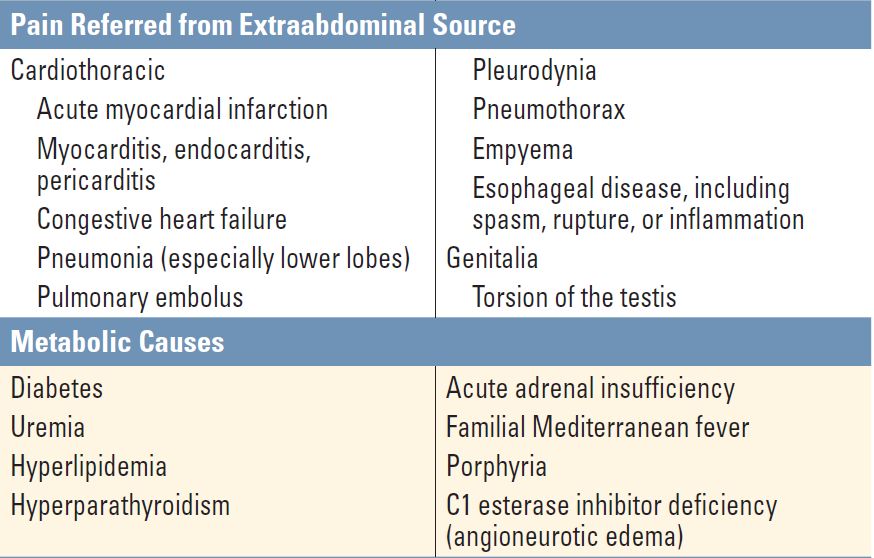 Pain Referred from Extraabdominal Source
Cardiothoracic
Acute myocardial infarction
Myocarditis, endocarditis,
pericarditis
Congestive heart failure
Pneumonia (especially lower lobes)
Pulmonary embolus
Pleurodynia
Pneumothorax
Empyema
Esophageal disease, including
spasm, rupture, or inflammation
Genitalia
Torsion of the testis
Metabolic Causes
Diabetes
Uremia
Hyperlipidemia
Hyperparathyroidism
Acute adrenal insufficiency
Familial Mediterranean fever
Porphyria
C1 esterase inhibitor deficiency
(angioneurotic edema)